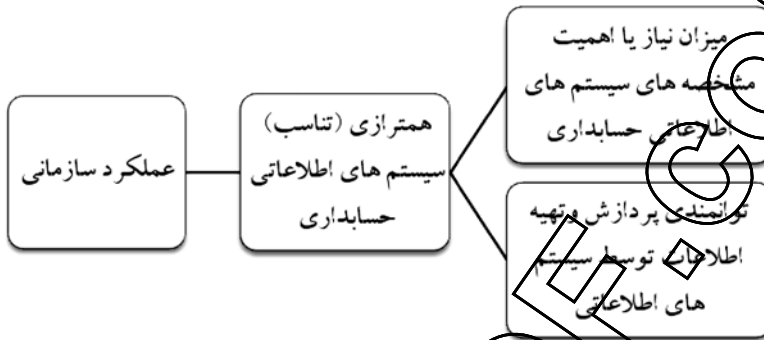 میزان نیاز یا اهمیت
مشخصه های سیستم های
اطلاعاتی حسابداری
توانمندی پردازش وتهیه
اطلاعات توسط سیستم
های اطلاعاتی
همترازی (تناسب)
سیستم های اطلاعاتی
حسابداری
عملکرد سازمانی